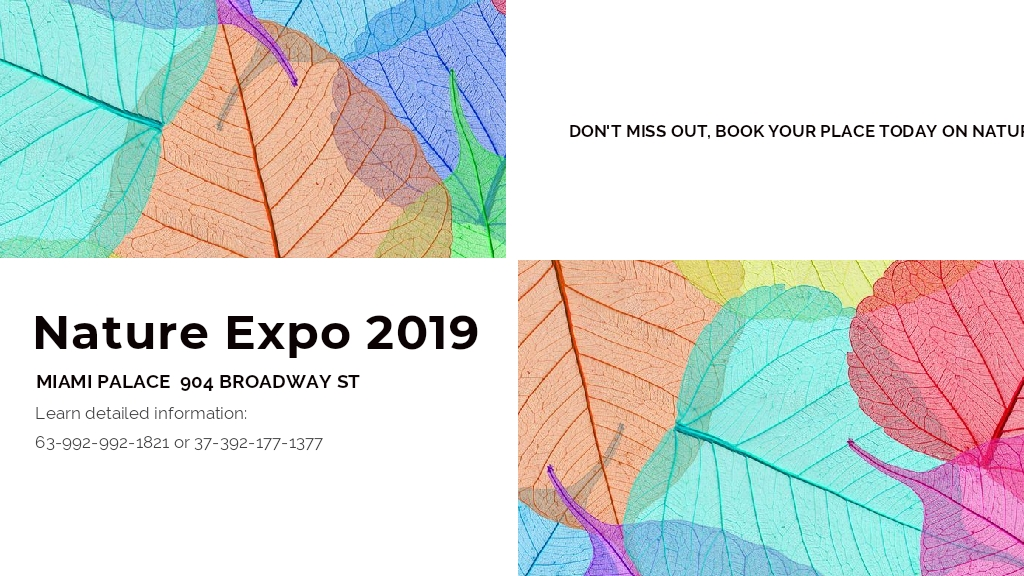 DON'T MISS OUT, BOOK YOUR PLACE TODAY ON
Nature Expo 2019
MIAMI PALACE 904 BROADWAY ST
Learn detailed information:
63-992-992-1821 or 37-392-177-1377